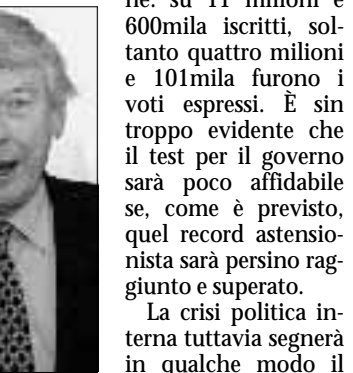 ne: su 11 milioni e
600mila iscritti, sol-
tanto quattro milioni
e 101mila furono i
voti espressi. È sin
troppo evidente che
il test per il governo
sarà poco affidabile
se, come è previsto,
quel record astensio-
nista sarà persino rag-
giunto e superato.
La crisi politica in-
terna tuttavia segnerà
in qualche modo il